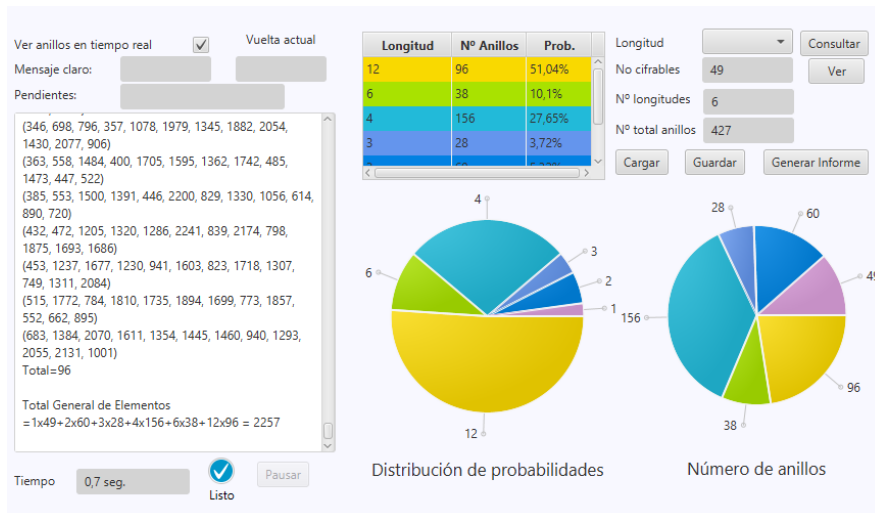 Ver anillos en tiempo real
Vuelta actual
Mensaje claro:
Pendientes:
(346, 698, 796, 357, 1078, 1979, 1345, 1882, 2054,
1430, 2077, 906)
(363, 558, 1484, 400, 1705, 1595, 1362, 1742, 485,
1473, 447, 522)
(385, 553, 1500, 1391, 446, 2200, 829, 1330, 1056, 614,
890, 720)
(432, 472, 1205, 1320, 1286, 2241, 839, 2174, 798,
1875, 1693, 1686)
(453, 1237, 1677, 1230, 941, 1603, 823, 1718, 1307,
749, 1311, 2084)
(515, 1772, 784, 1810, 1735, 1894, 1699, 773, 1857,
552, 662, 895)
(683, 1384, 2070, 1611, 1354, 1445, 1460, 940, 1293,
2055, 2131, 1001)
Total=96
Total General de Elementos
=1x49+2x60+3x28+4x156+6x38+12x96 = 2257
Tiempo
0,7 seg.
Listo
Pausar
Longitud Nº Anillos Prob.
12 96 51,04%
6 38 10,1%
4 156 27,65%
3 28 3,72%
Longitud
Consultar
No cifrables 49
Ver
Nº longitudes 6
Nº total anillos 427
Cargar Guardar Generar Informe
4
3
2
1
6
12
Distribución de probabilidades
28
60
49
156
96
38
Número de anillos